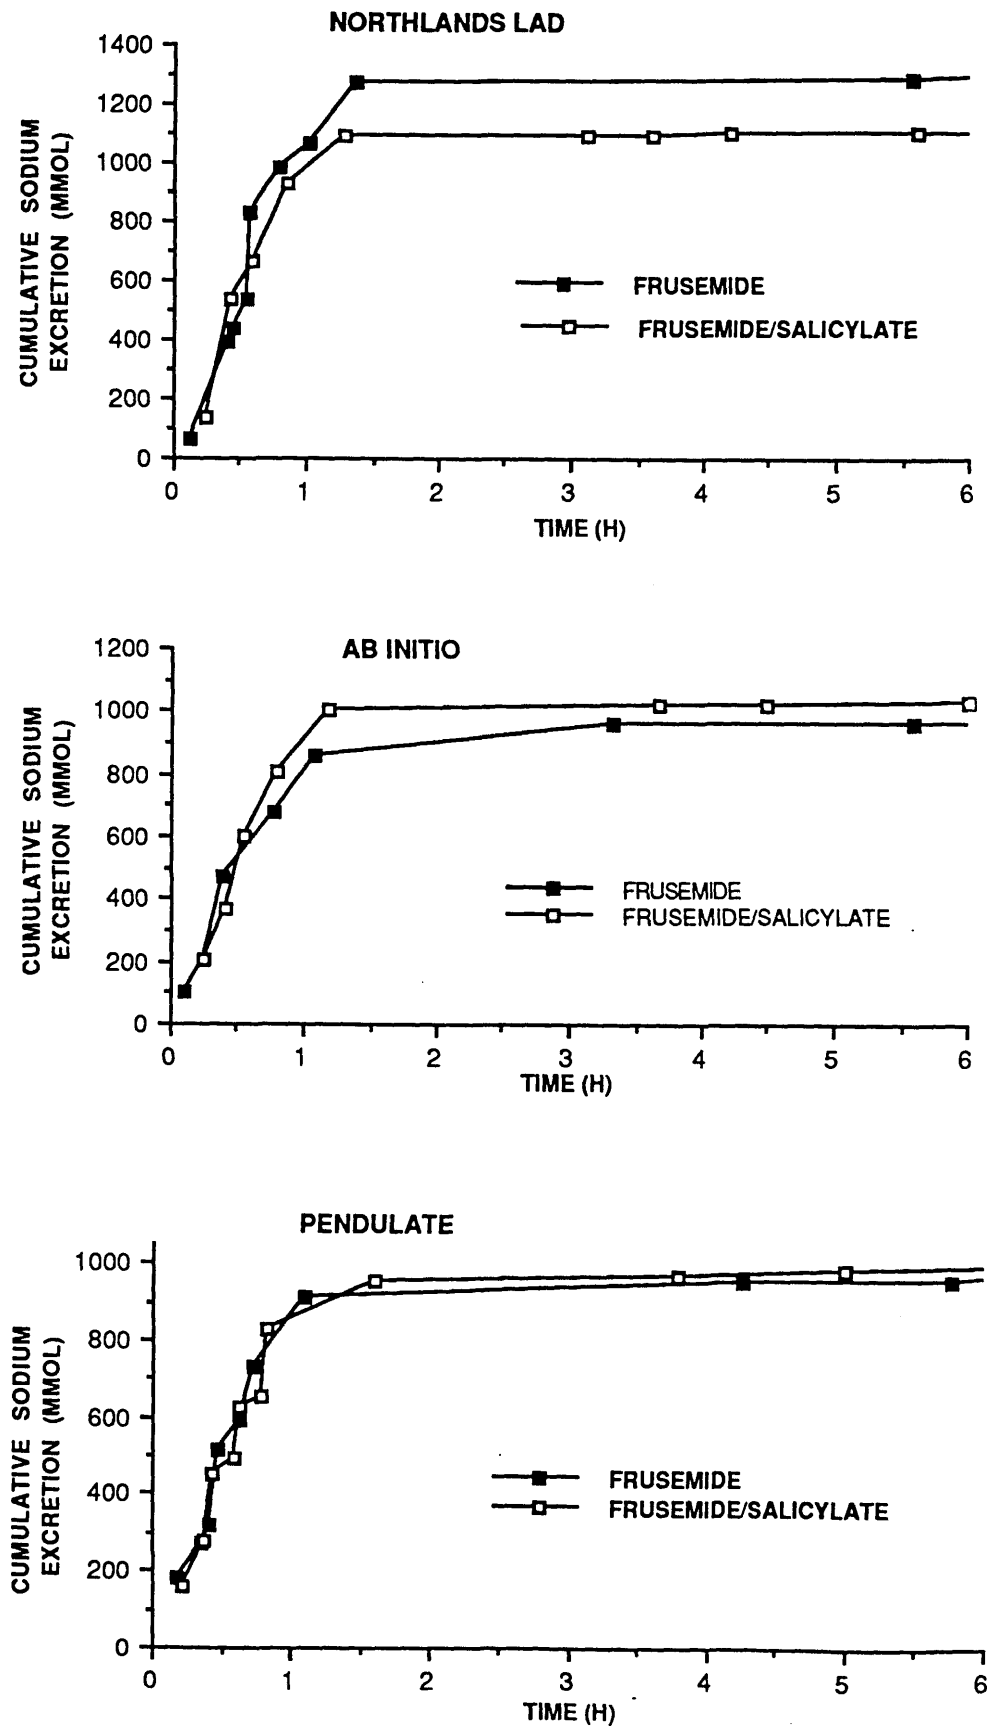 NORTHLANDS LAD
1400
1200
1000
800
600
400
200
0
CUMULATIVE SODIUM
EXCRETION (MMOL)
FRUSEMIDE
FRUSEMIDE/SALICYLATE
0 1 2 3 4 5 6
TIME (H)
AB INITIO
1200
1000
800
600
400
200
0
CUMULATIVE SODIUM
EXCRETION (MMOL)
FRUSEMIDE
FRUSEMIDE/SALICYLATE
0 1 2 3 4 5 6
TIME (H)
PENDULATE
1000
800
600
400
200
0
CUMULATIVE SODIUM
EXCRETION (MMOL)
FRUSEMIDE
FRUSEMIDE/SALICYLATE
0 1 2 3 4 5 6
TIME (H)